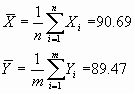 X̄ = 1/n ∑_{i=1}^{n} X_i = 90.69
Ȳ = 1/m ∑_{i=1}^{m} Y_i = 89.47